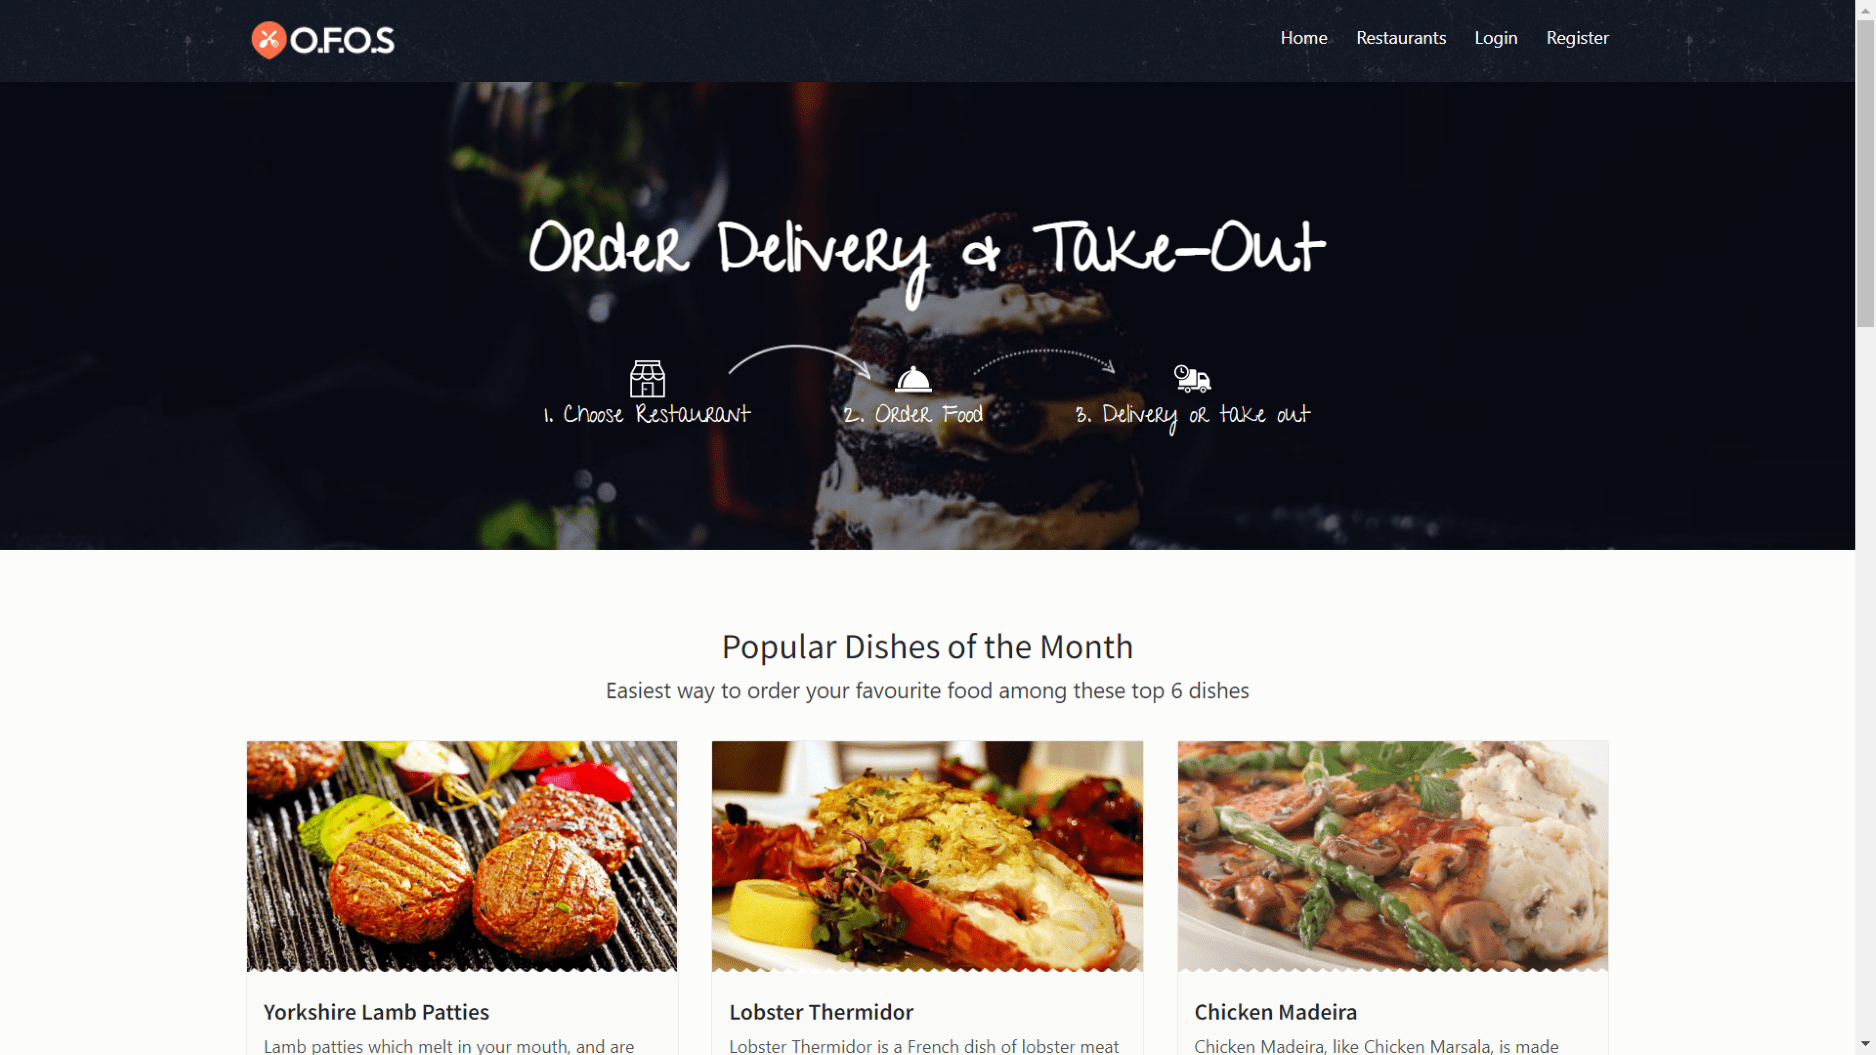 O.F.O.S
Home Restaurants Login Register
Order Delivery & Take-Out
1. Choose Restaurant
2. Order Food
3. Delivery or take out
Popular Dishes of the Month
Easiest way to order your favourite food among these top 6 dishes
Yorkshire Lamb Patties
Lamb patties which melt in your mouth, and are
Lobster Thermidor
Lobster Thermidor is a French dish of lobster meat
Chicken Madeira
Chicken Madeira, like Chicken Marsala, is made